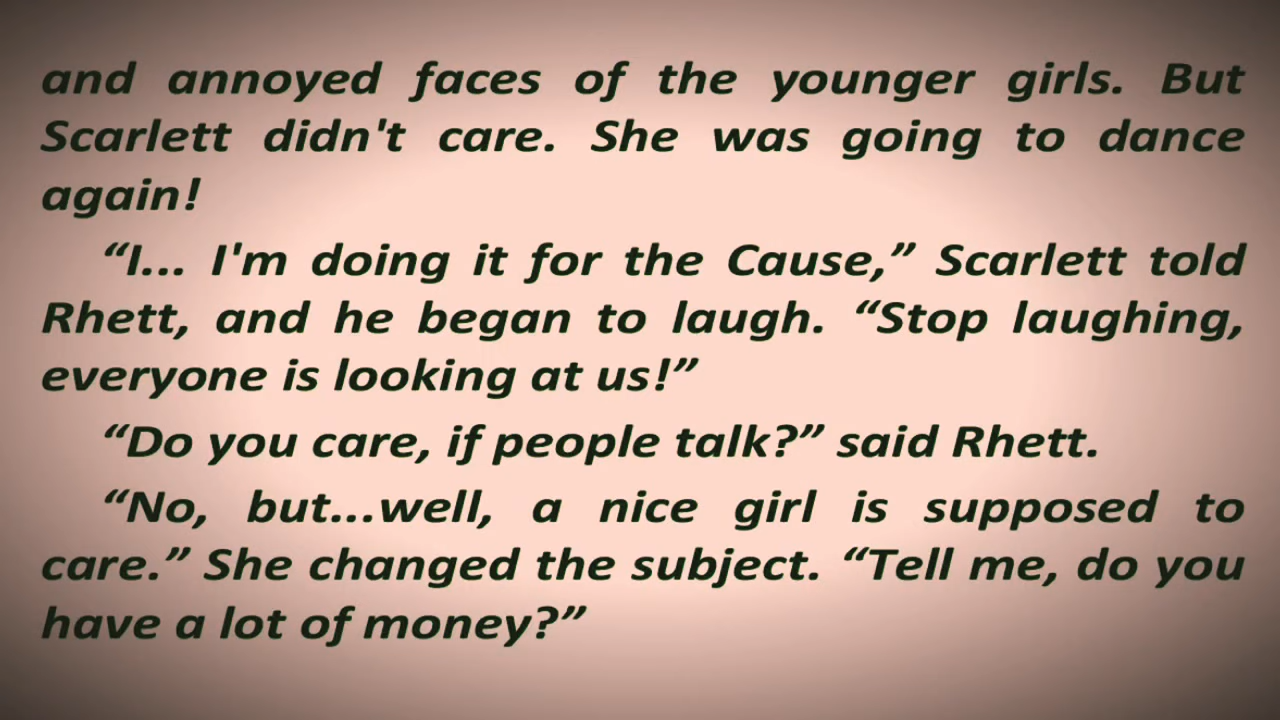 and annoyed faces of the younger girls. But
Scarlett didn't care. She was going to dance
again!
“I... I'm doing it for the Cause,” Scarlett told
Rhett, and he began to laugh. “Stop laughing,
everyone is looking at us!”
“Do you care, if people talk?” said Rhett.
“No, but...well, a nice girl is supposed to
care.” She changed the subject. “Tell me, do you
have a lot of money?”